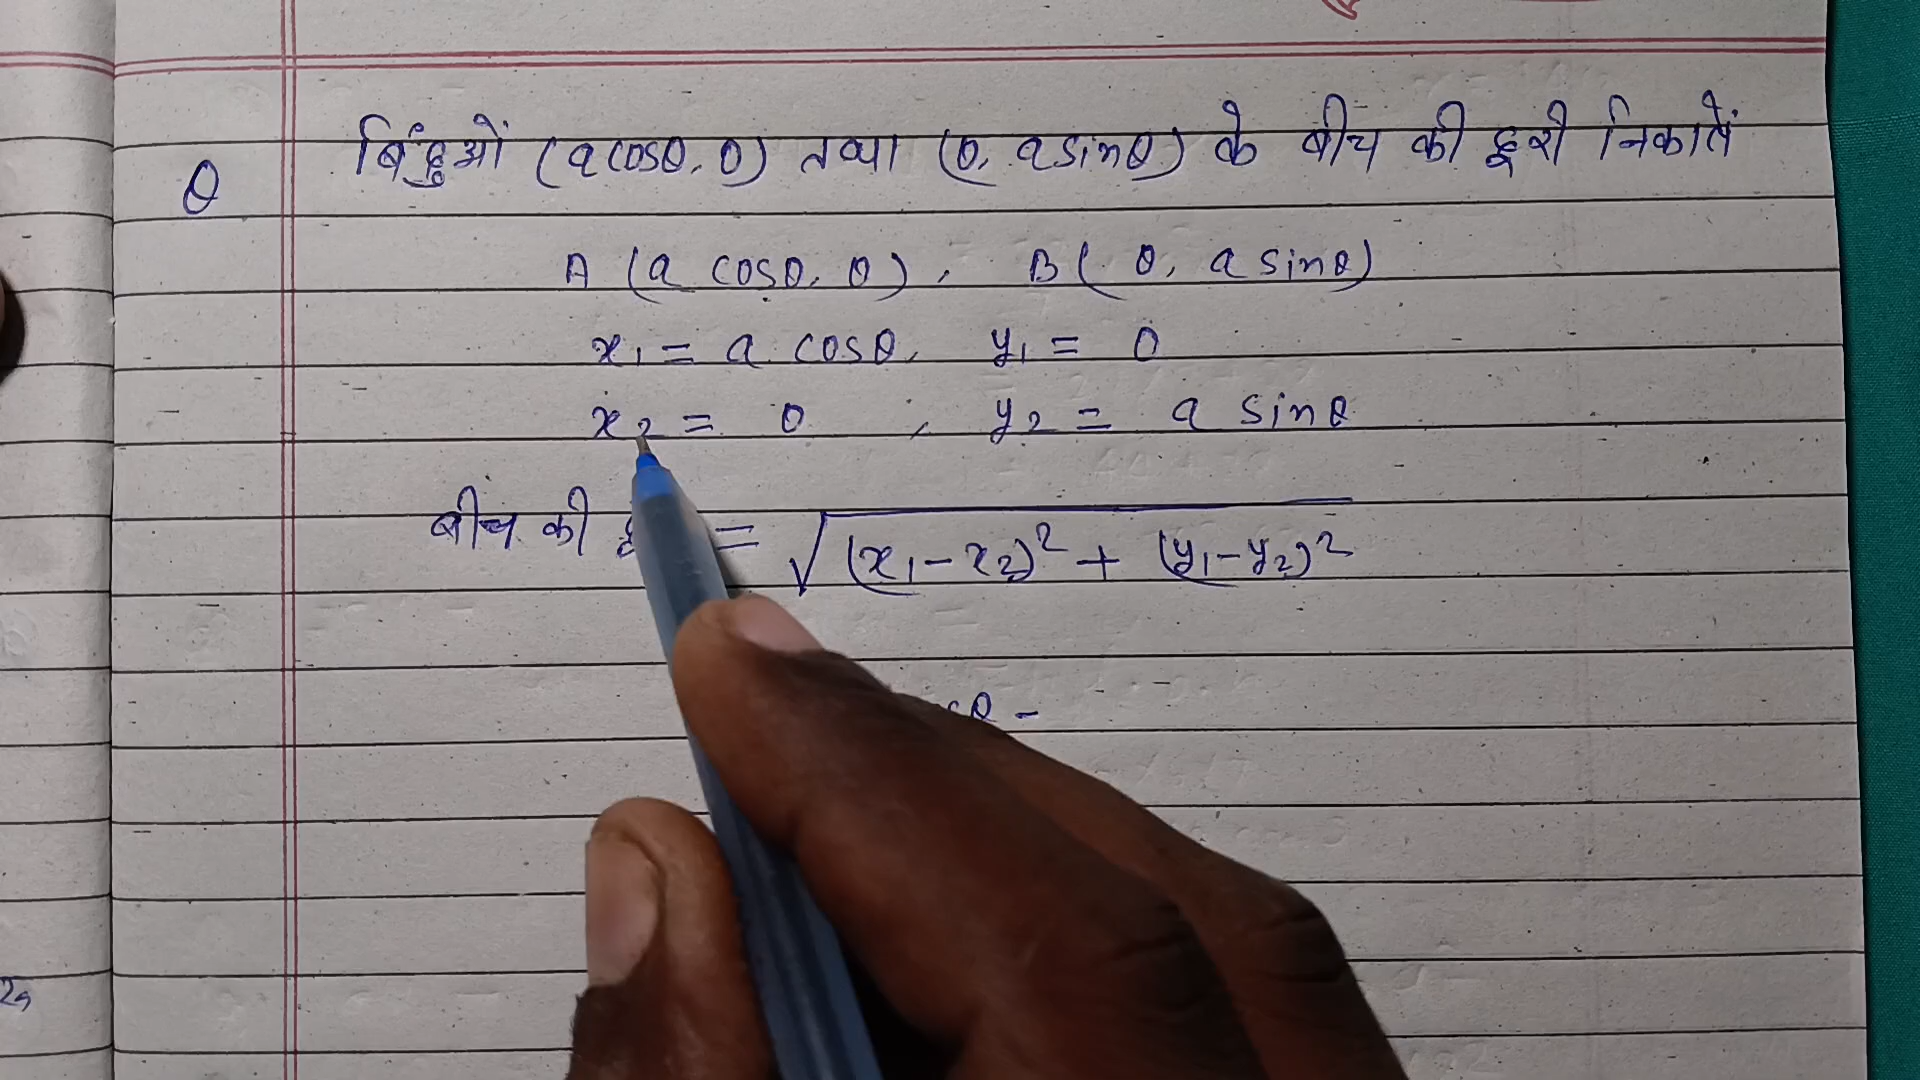 Q बिंदुओं (a cosθ, 0) तथा (0, a sinθ) के बीच की दूरी निकालें
A (a cosθ, 0), B( 0, a sinθ)
x₁ = a cosθ, y₁ = 0
x₂ = 0 , y₂ = a sinθ
बीच की = √(x₁-x₂)² + (y₁-y₂)²